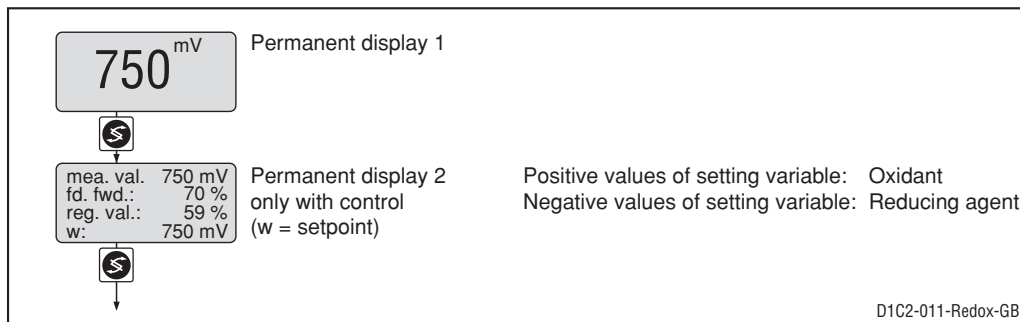 750 mV
Permanent display 1
mea. val. 750 mV
fd. fwd.: 70 %
reg. val.: 59 %
w: 750 mV
Permanent display 2
only with control
(w = setpoint)
Positive values of setting variable: Oxidant
Negative values of setting variable: Reducing agent
D1C2-011-Redox-GB